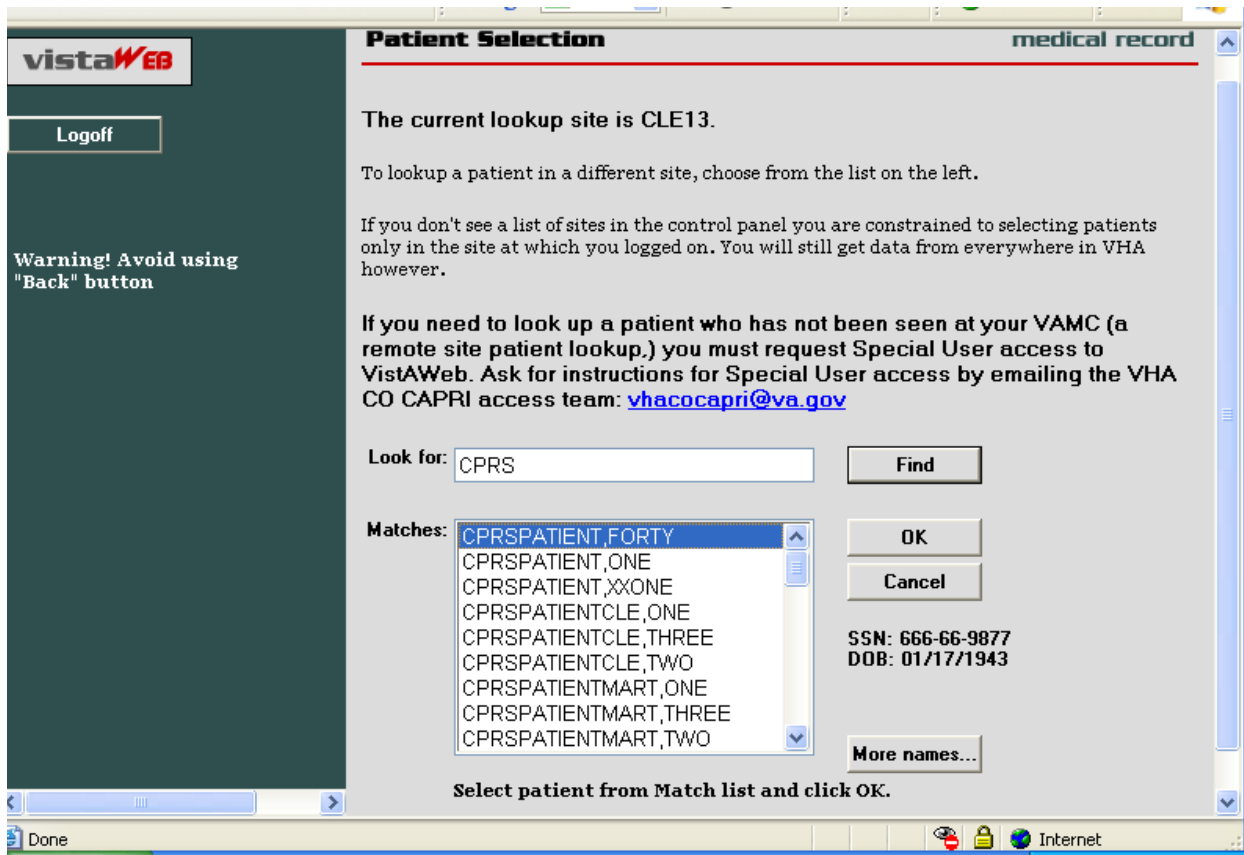 vistaWEB
Logoff
Warning! Avoid using
"Back" button
Patient Selection
medical record
The current lookup site is CLE13.
To lookup a patient in a different site, choose from the list on the left.
If you don't see a list of sites in the control panel you are constrained to selecting patients
only in the site at which you logged on. You will still get data from everywhere in VHA
however.
If you need to look up a patient who has not been seen at your VAMC (a
remote site patient lookup,) you must request Special User access to
VistAWeb. Ask for instructions for Special User access by emailing the VHA
CO CAPRI access team: vhacocapri@va.gov
Look for: CPRS
Find
Matches:
CPRSPATIENT,FORTY
CPRSPATIENT,ONE
CPRSPATIENT,XXONE
CPRSPATIENTCLE,ONE
CPRSPATIENTCLE,THREE
CPRSPATIENTCLE,TWO
CPRSPATIENTMART,ONE
CPRSPATIENTMART,THREE
CPRSPATIENTMART,TWO
OK
Cancel
SSN: 666-66-9877
DOB: 01/17/1943
More names...
Select patient from Match list and click OK.
Done
Internet